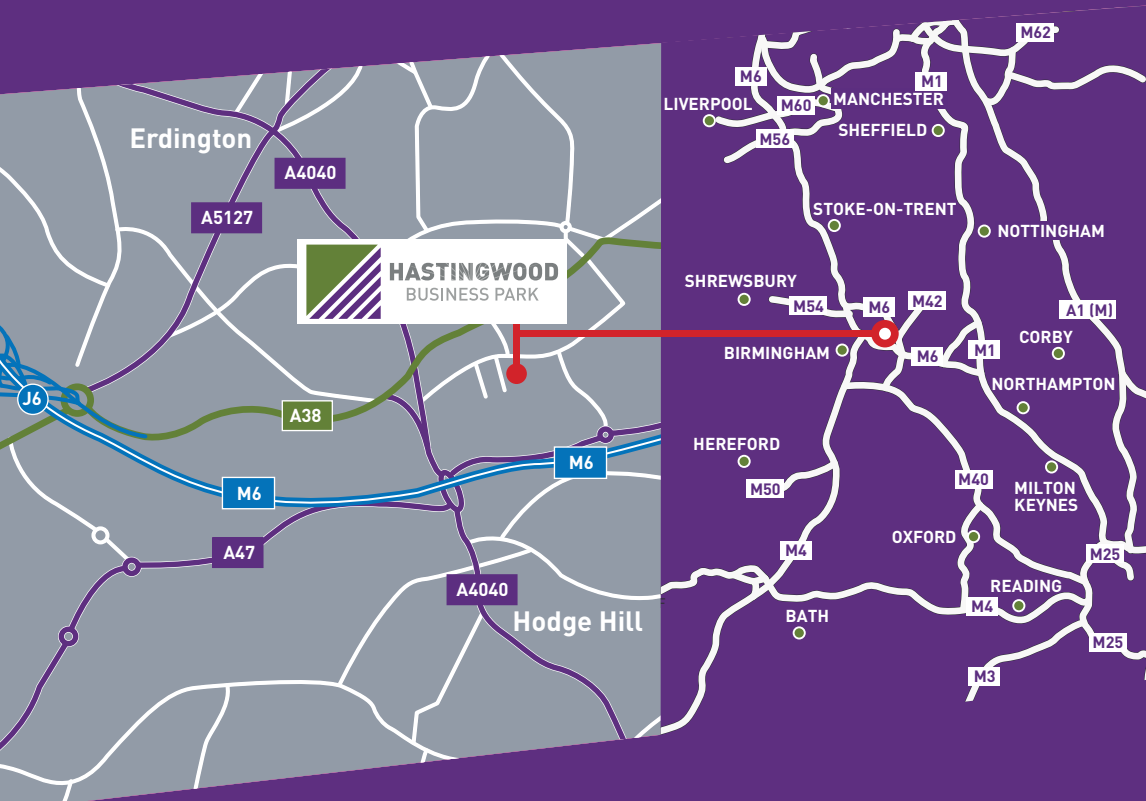 Erdington
A4040
A5127
HASTINGWOOD
BUSINESS PARK
J6
A38
M6
M6
A47
A4040
Hodge Hill
M62
M6
M1
LIVERPOOL
M60
MANCHESTER
M56
SHEFFIELD
STOKE-ON-TRENT
NOTTINGHAM
SHREWSBURY
M54
M6
M42
A1 (M)
BIRMINGHAM
M6
M1
CORBY
NORTHAMPTON
HEREFORD
M50
M40
MILTON
KEYNES
M4
OXFORD
M25
READING
M4
BATH
M25
M3